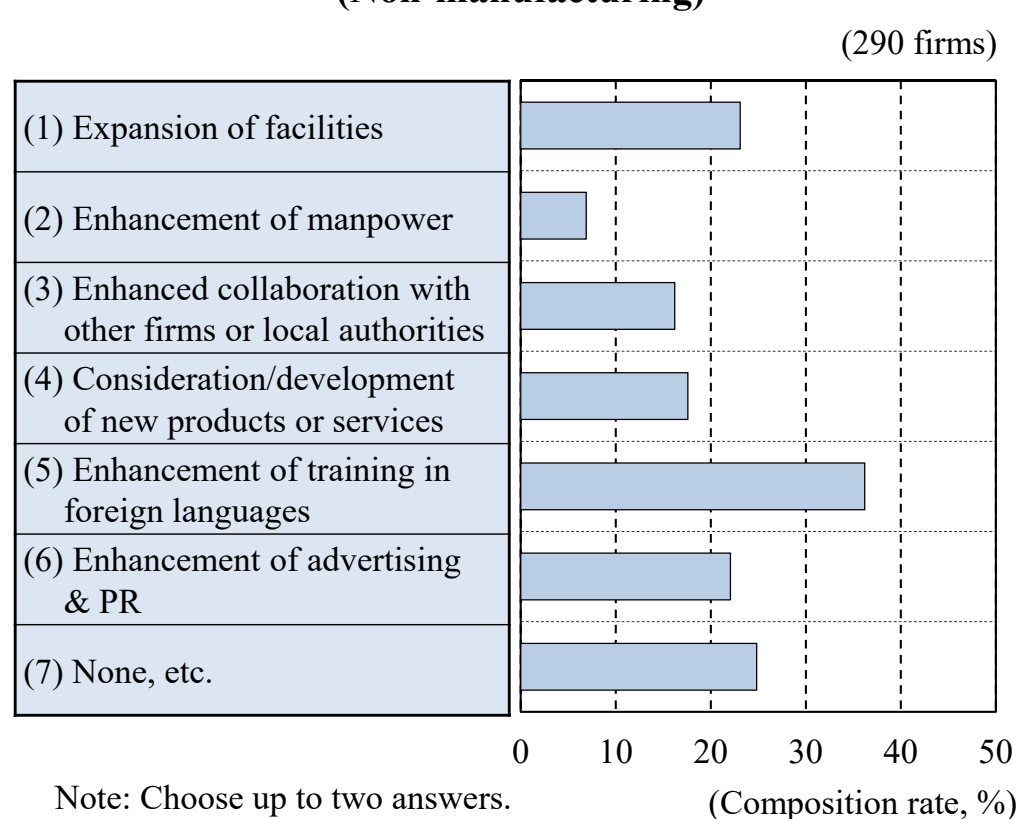 (Non-manufacturing)
(290 firms)
(1) Expansion of facilities
(2) Enhancement of manpower
(3) Enhanced collaboration with
other firms or local authorities
(4) Consideration/development
of new products or services
(5) Enhancement of training in
foreign languages
(6) Enhancement of advertising
& PR
(7) None, etc.
0 10 20 30 40 50
Note: Choose up to two answers.
(Composition rate, %)